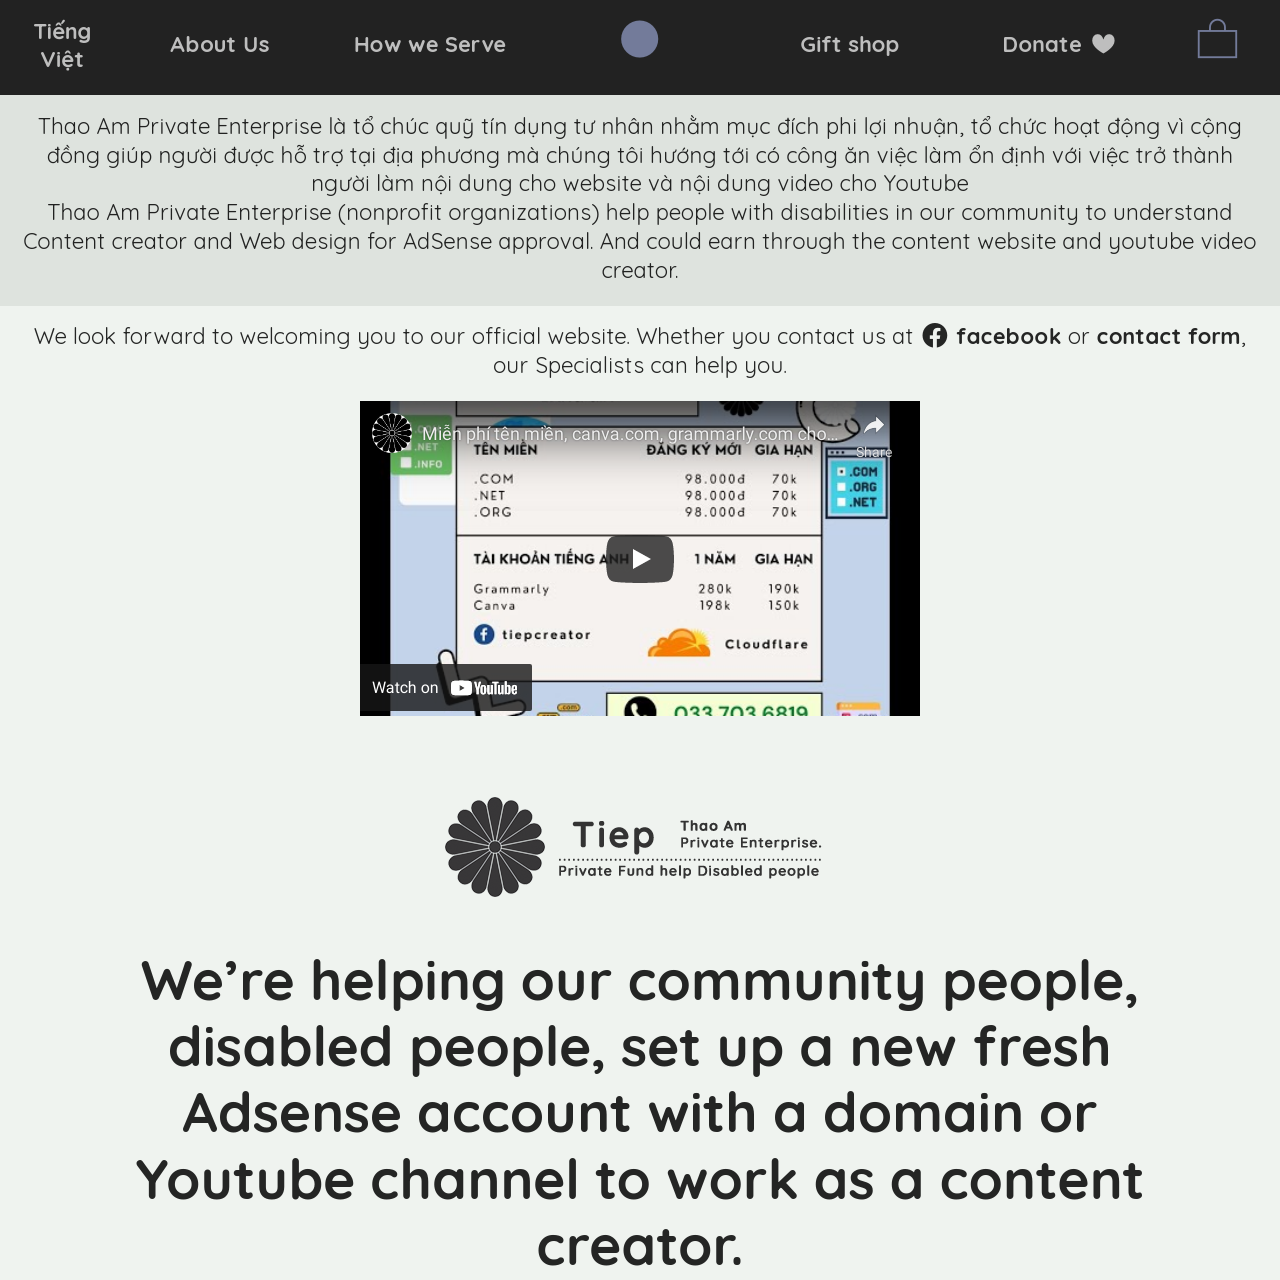 Tiếng
Việt
About Us
How we Serve
Gift shop
Donate
Thao Am Private Enterprise là tổ chúc quỹ tín dụng tư nhân nhằm mục đích phi lợi nhuận, tổ chức hoạt động vì cộng
đồng giúp người được hỗ trợ tại địa phương mà chúng tôi hướng tới có công ăn việc làm ổn định với việc trở thành
người làm nội dung cho website và nội dung video cho Youtube
Thao Am Private Enterprise (nonprofit organizations) help people with disabilities in our community to understand
Content creator and Web design for AdSense approval. And could earn through the content website and youtube video
creator.
We look forward to welcoming you to our official website. Whether you contact us at facebook or contact form,
our Specialists can help you.
Miễn phí tên miền, canva.com, grammarly.com cho...
Share
.NET
.INFO
TÊN MIỀN ĐĂNG KÝ MỚI GIA HẠN
.COM 98.000đ 70k
.NET 98.000đ 70k
.ORG 98.000đ 70k
.COM
.ORG
.NET
TÀI KHOẢN TIẾNG ANH 1 NĂM GIA HẠN
Grammarly 280k 190k
Canva 198k 150k
tiepcreator
Cloudflare
Watch on YouTube
033 703 6819
Tiep
Thao Am
Private Enterprise.
Private Fund help Disabled people
We’re helping our community people,
disabled people, set up a new fresh
Adsense account with a domain or
Youtube channel to work as a content
creator.